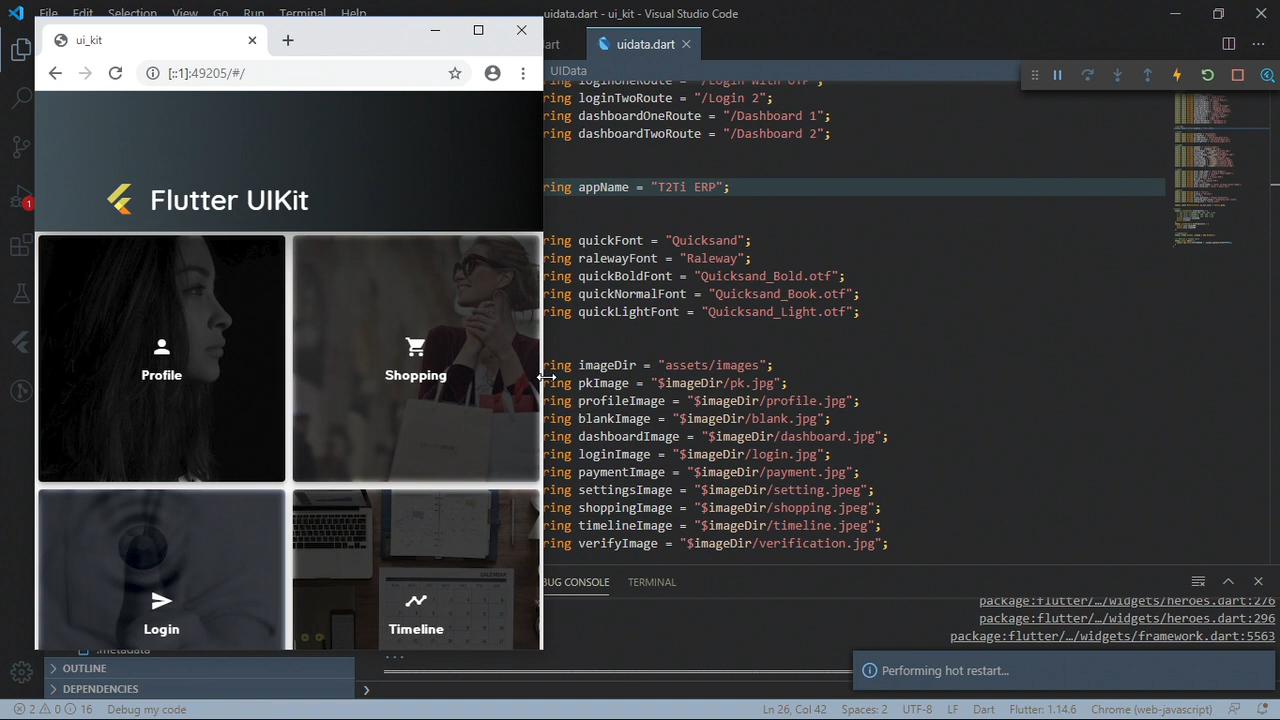 File Edit Selection View Go Run Terminal Help
uidata.dart - ui_kit - Visual Studio Code
ui_kit
uidata.dart
[::1]:49205/#/
UIData
Flutter UIKit
Profile
Shopping
Login
Timeline
loginTwoRoute = "/Login 2";
dashboardOneRoute = "/Dashboard 1";
dashboardTwoRoute = "/Dashboard 2";
ring appName = "T2Ti ERP";
ring quickFont = "Quicksand";
ring ralewayFont = "Raleway";
ring quickBoldFont = "Quicksand_Bold.otf";
ring quickNormalFont = "Quicksand_Book.otf";
ring quickLightFont = "Quicksand_Light.otf";
ring imageDir = "assets/images";
ring pkImage = "$imageDir/pk.jpg";
ring profileImage = "$imageDir/profile.jpg";
ring blankImage = "$imageDir/blank.jpg";
ring dashboardImage = "$imageDir/dashboard.jpg";
ring loginImage = "$imageDir/login.jpg";
ring paymentImage = "$imageDir/payment.jpg";
ring settingsImage = "$imageDir/setting.jpeg";
ring shoppingImage = "$imageDir/shopping.jpeg";
ring timelineImage = "$imageDir/timeline.jpeg";
ring verifyImage = "$imageDir/verification.jpg";
BUG CONSOLE TERMINAL
package:flutter/…/widgets/heroes.dart:276
package:flutter/…/widgets/heroes.dart:296
package:flutter/…/widgets/framework.dart:5563
.metadata
...
OUTLINE
DEPENDENCIES
Performing hot restart...
2 0 16 Debug my code
Ln 26, Col 42 Spaces: 2 UTF-8 LF Dart Flutter: 1.14.6 Chrome (web-javascript)